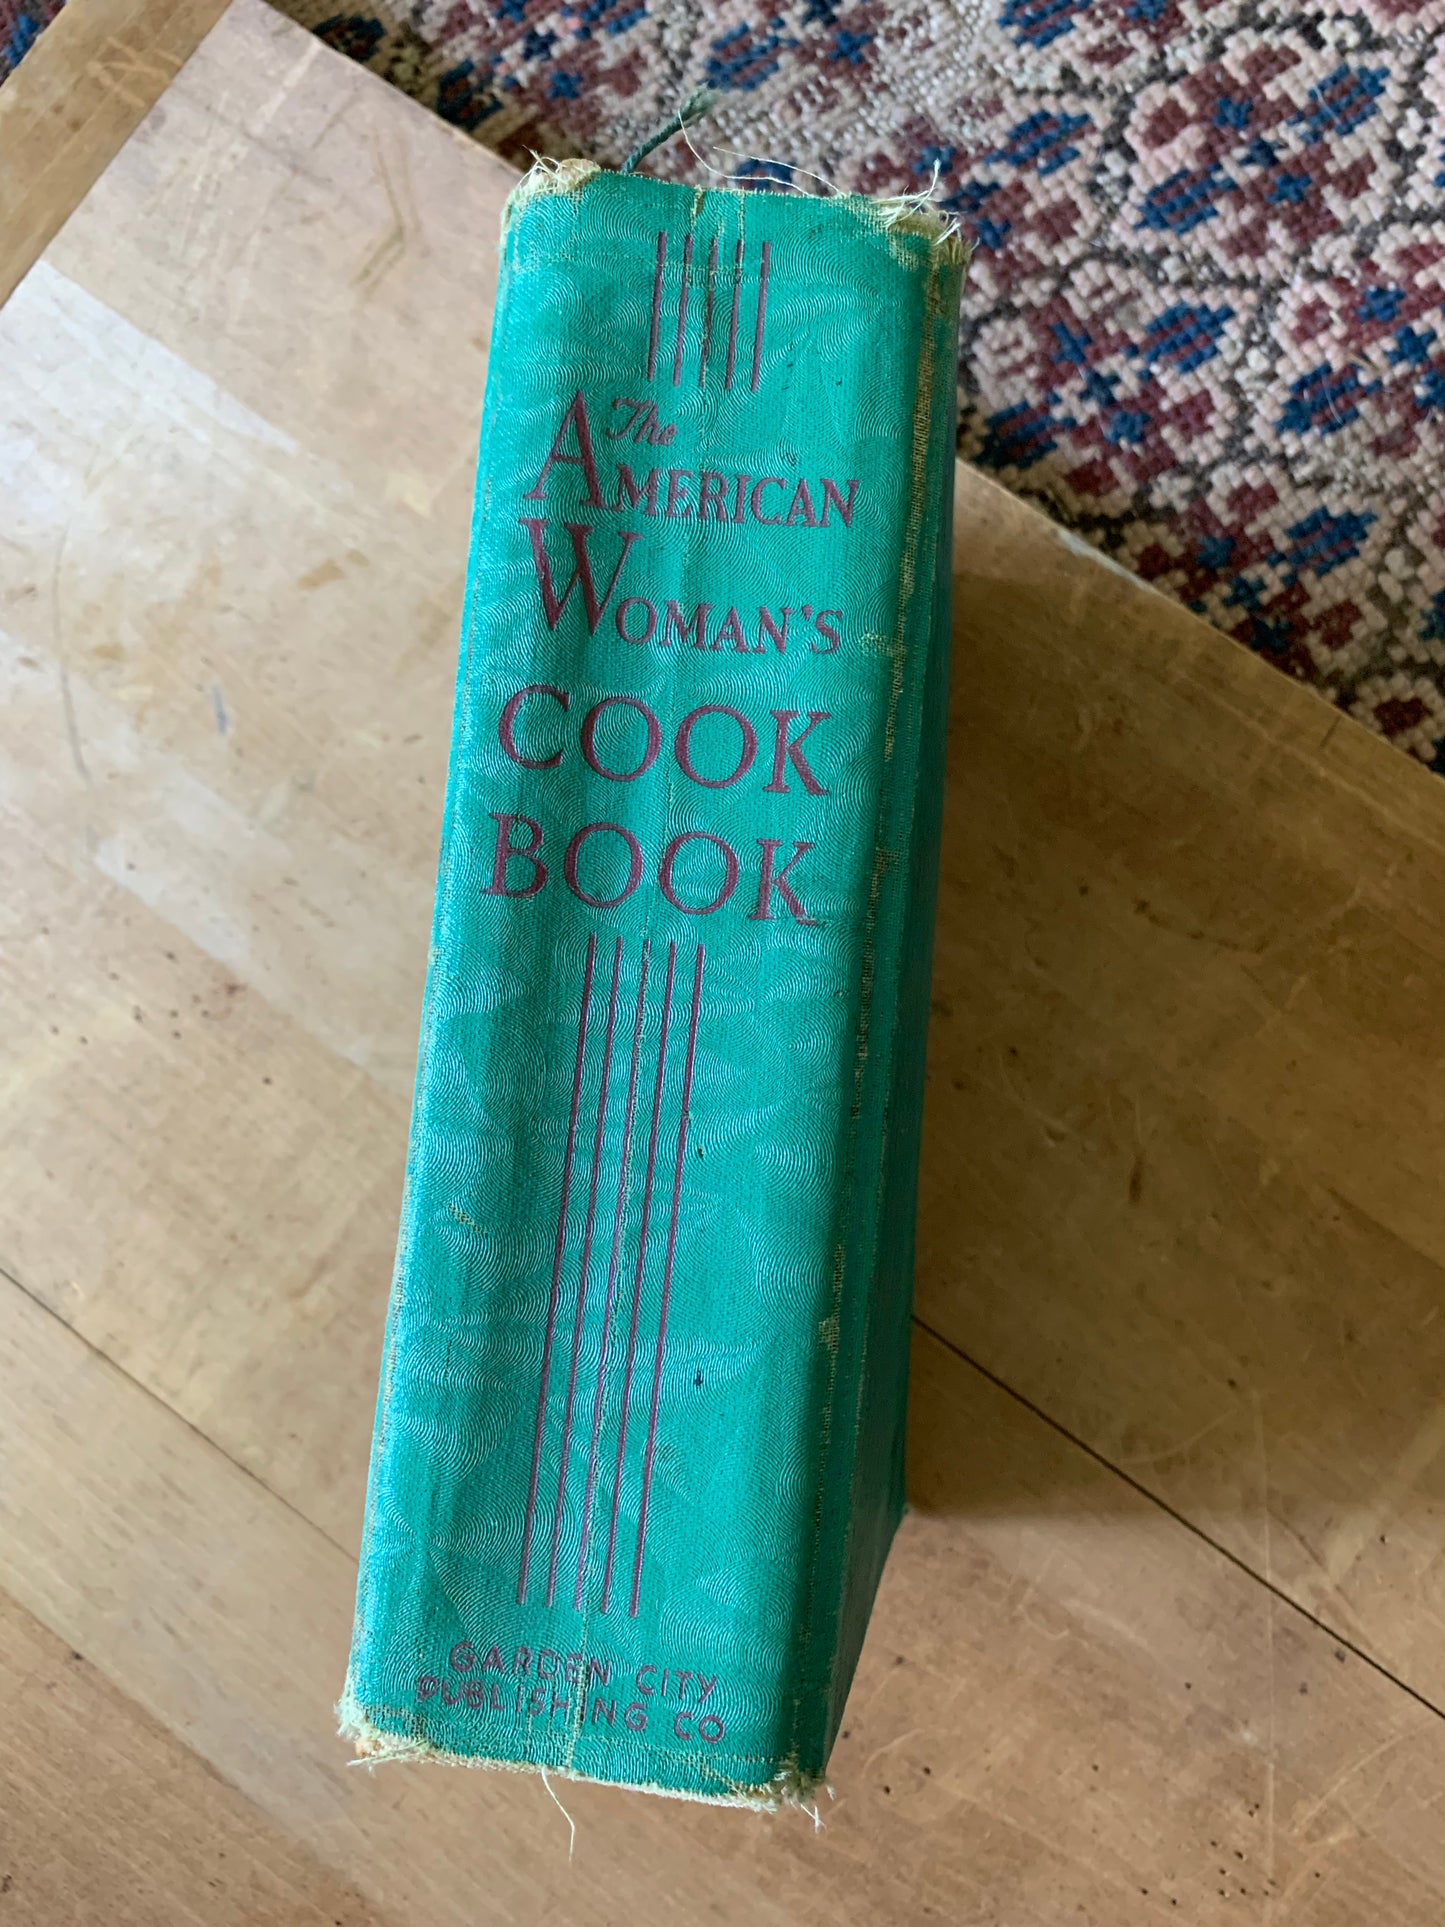 The
AMERICAN
WOMAN'S
COOK
BOOK
GARDEN CITY
PUBLISHING CO